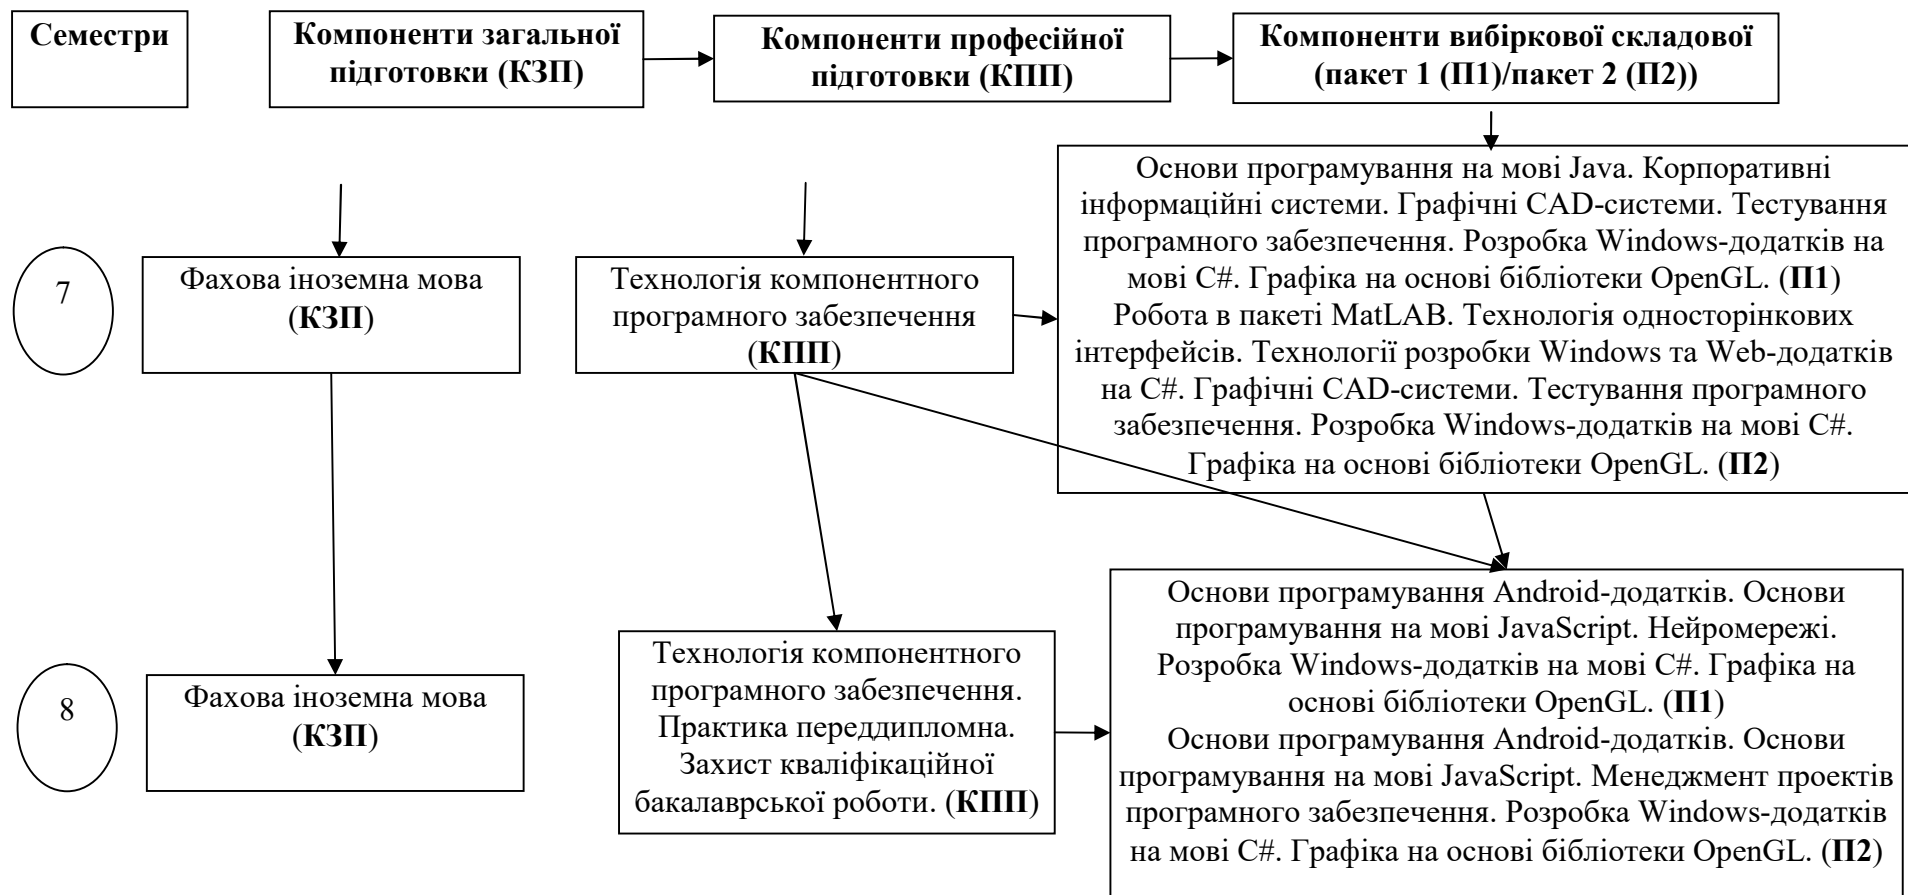 Семестри
Компоненти загальної
підготовки (КЗП)
Компоненти професійної
підготовки (КПП)
Компоненти вибіркової складової
(пакет 1 (П1)/пакет 2 (П2))
7
Фахова іноземна мова
(КЗП)
Технологія компонентного
програмного забезпечення
(КПП)
Основи програмування на мові Java. Корпоративні
інформаційні системи. Графічні CAD-системи. Тестування
програмного забезпечення. Розробка Windows-додатків на
мові C#. Графіка на основі бібліотеки OpenGL. (П1)
Робота в пакеті MatLAB. Технологія односторінкових
інтерфейсів. Технології розробки Windows та Web-додатків
на C#. Графічні CAD-системи. Тестування програмного
забезпечення. Розробка Windows-додатків на мові C#.
Графіка на основі бібліотеки OpenGL. (П2)
8
Фахова іноземна мова
(КЗП)
Технологія компонентного
програмного забезпечення.
Практика переддипломна.
Захист кваліфікаційної
бакалаврської роботи. (КПП)
Основи програмування Android-додатків. Основи
програмування на мові JavaScript. Нейромережі.
Розробка Windows-додатків на мові C#. Графіка на
основі бібліотеки OpenGL. (П1)
Основи програмування Android-додатків. Основи
програмування на мові JavaScript. Менеджмент проектів
програмного забезпечення. Розробка Windows-додатків
на мові C#. Графіка на основі бібліотеки OpenGL. (П2)